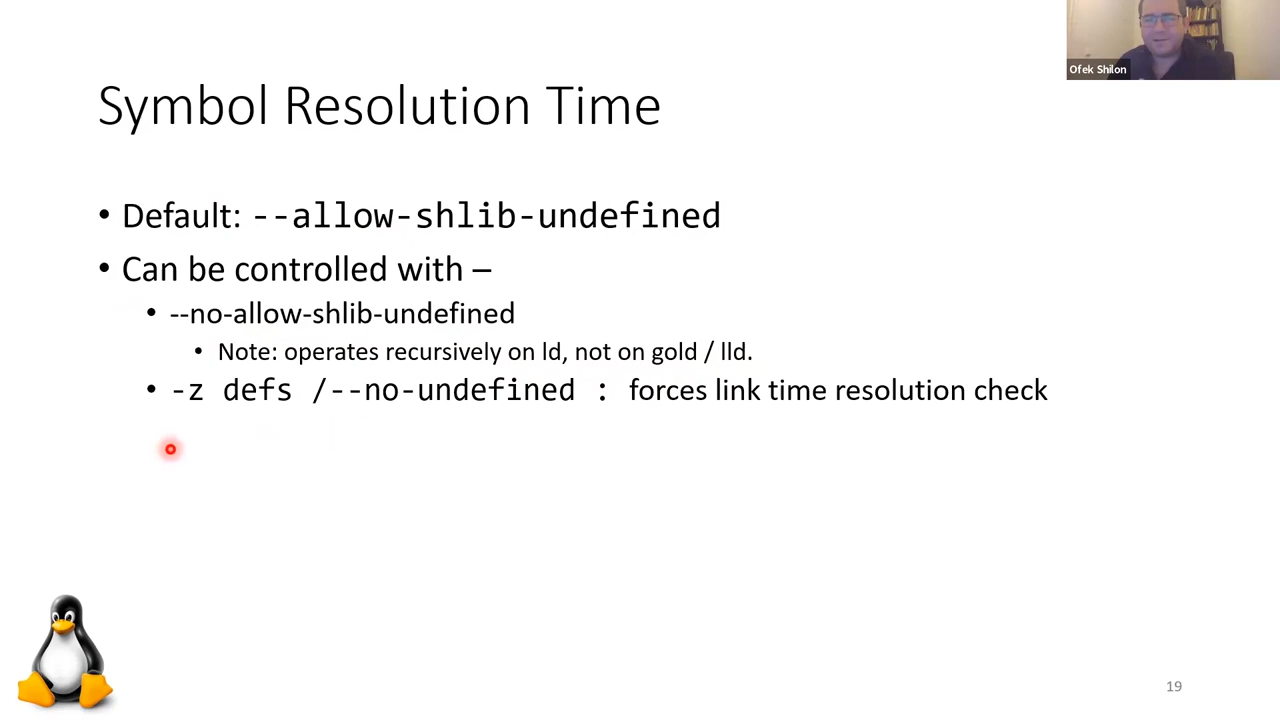 Ofek Shilon
Symbol Resolution Time
• Default: --allow-shlib-undefined
• Can be controlled with –
• --no-allow-shlib-undefined
• Note: operates recursively on ld, not on gold / lld.
• -z defs /--no-undefined : forces link time resolution check
19